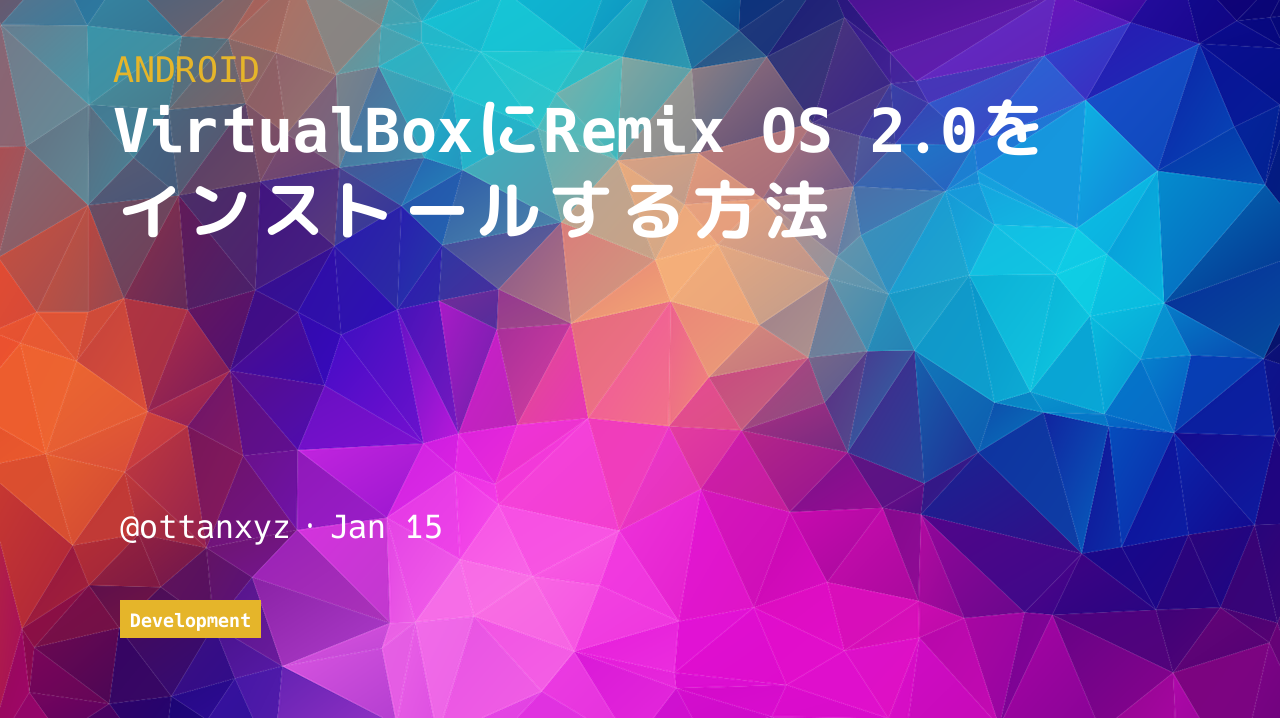 ANDROID
VirtualBoxにRemix OS 2.0を
インストールする方法
@ottanxyz · Jan 15
Development